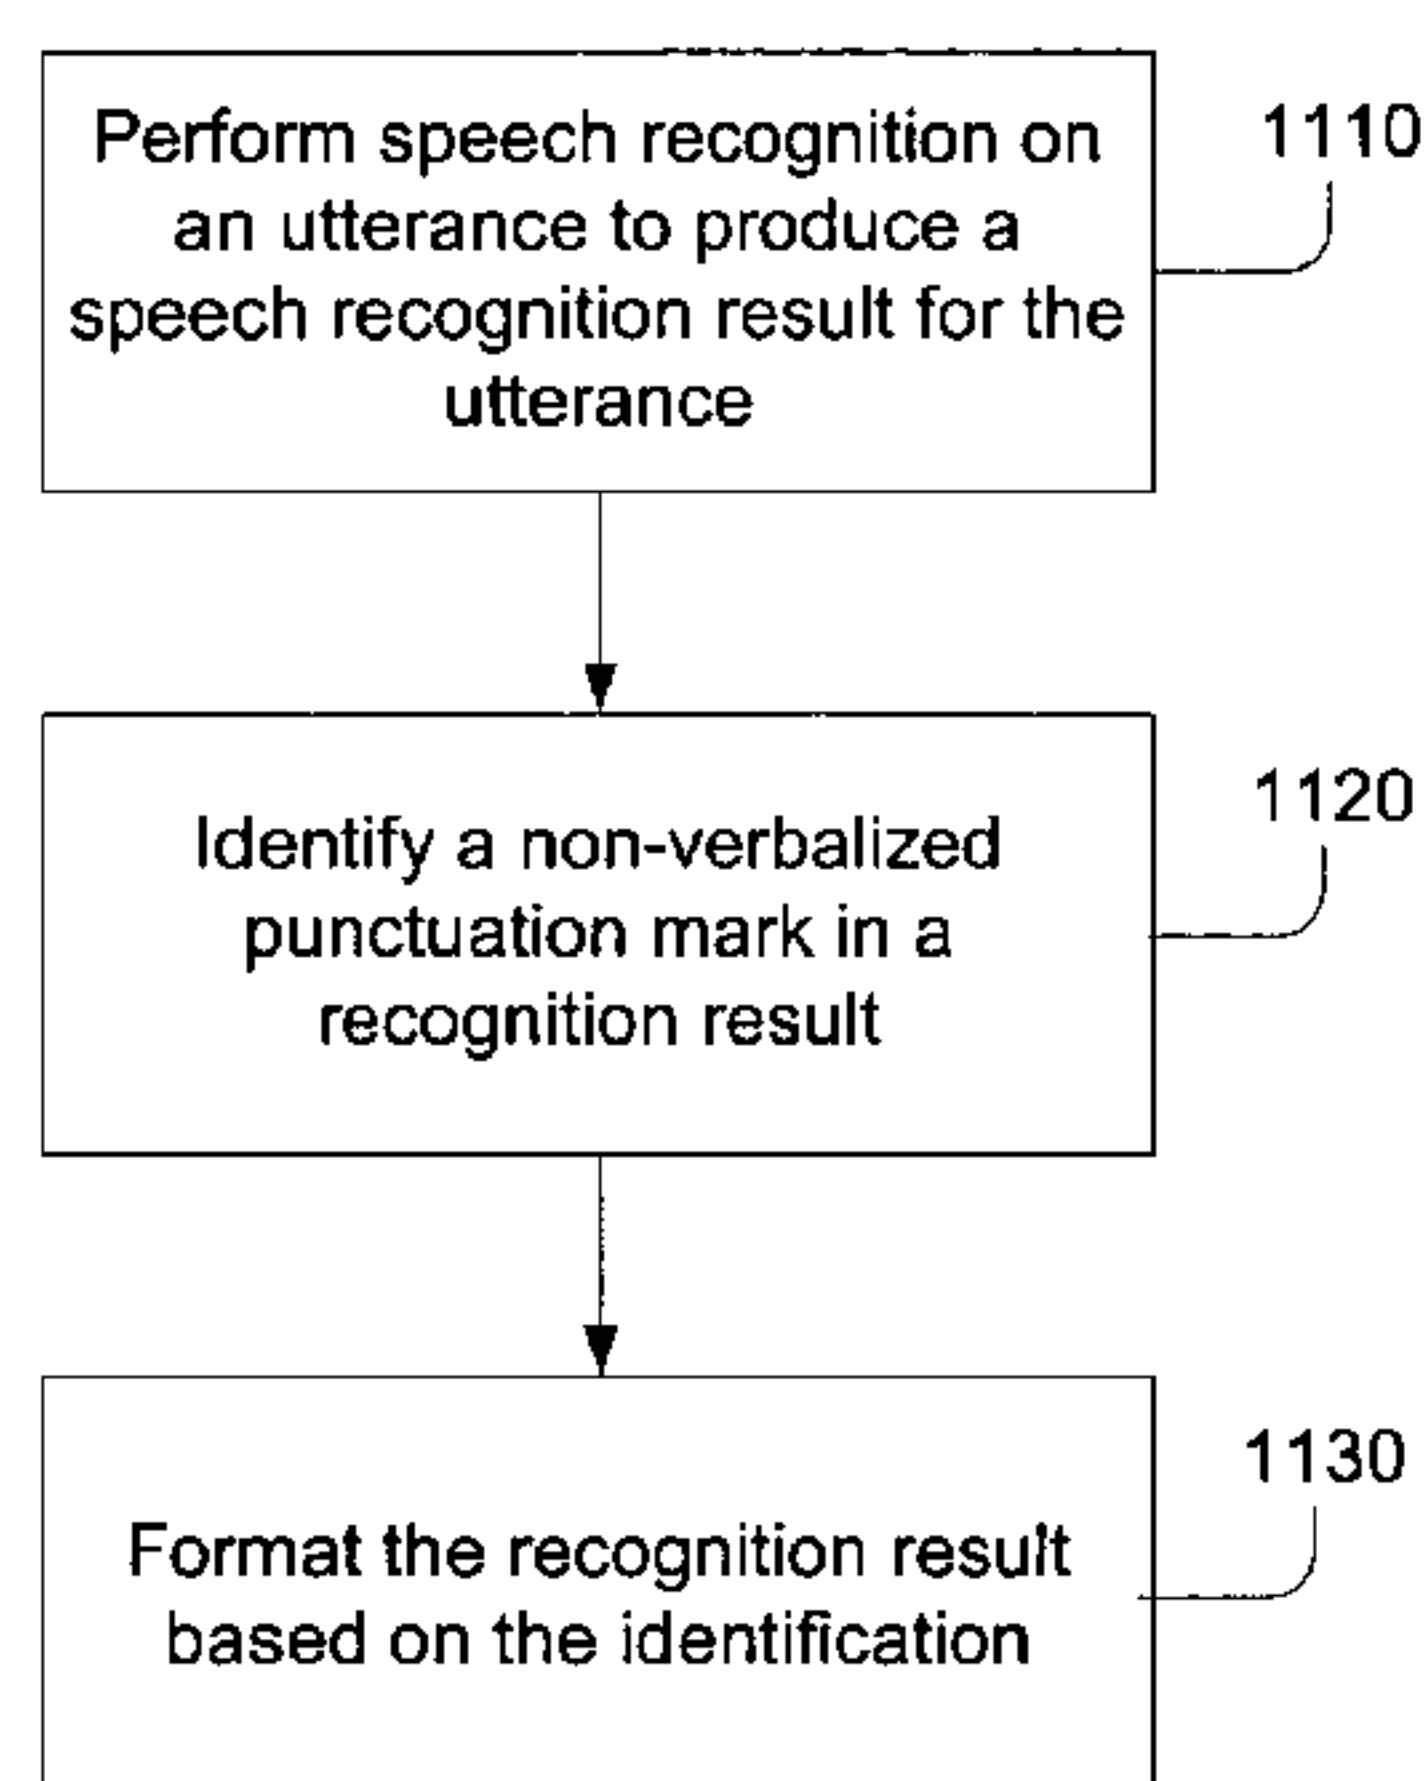 Perform speech recognition on
an utterance to produce a
speech recognition result for the
utterance
1110
Identify a non-verbalized
punctuation mark in a
recognition result
1120
Format the recognition result
based on the identification
1130